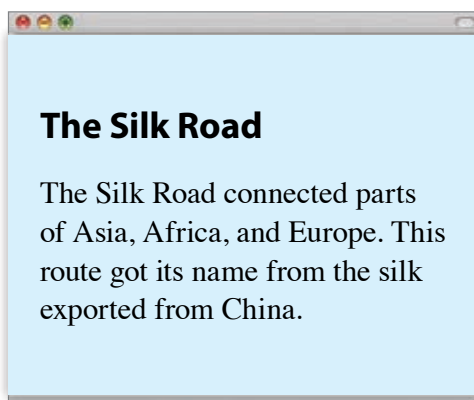 The Silk Road
The Silk Road connected parts
of Asia, Africa, and Europe. This
route got its name from the silk
exported from China.